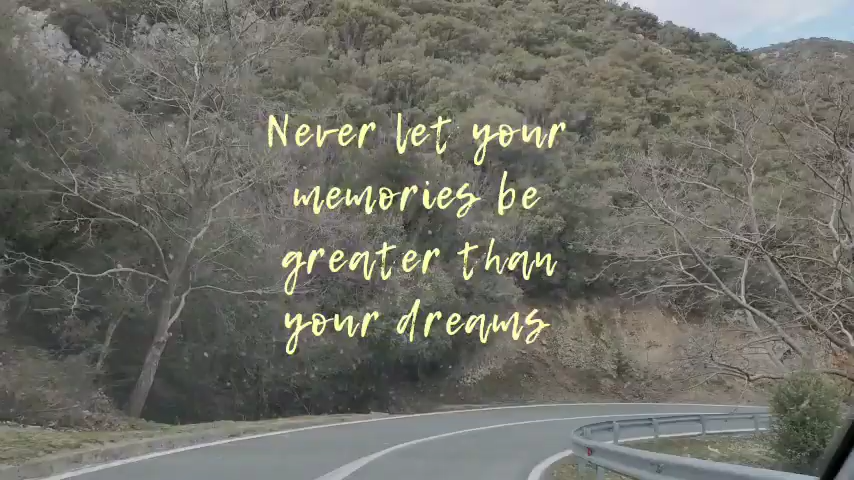 Never let your
memories be
greater than
your dreams